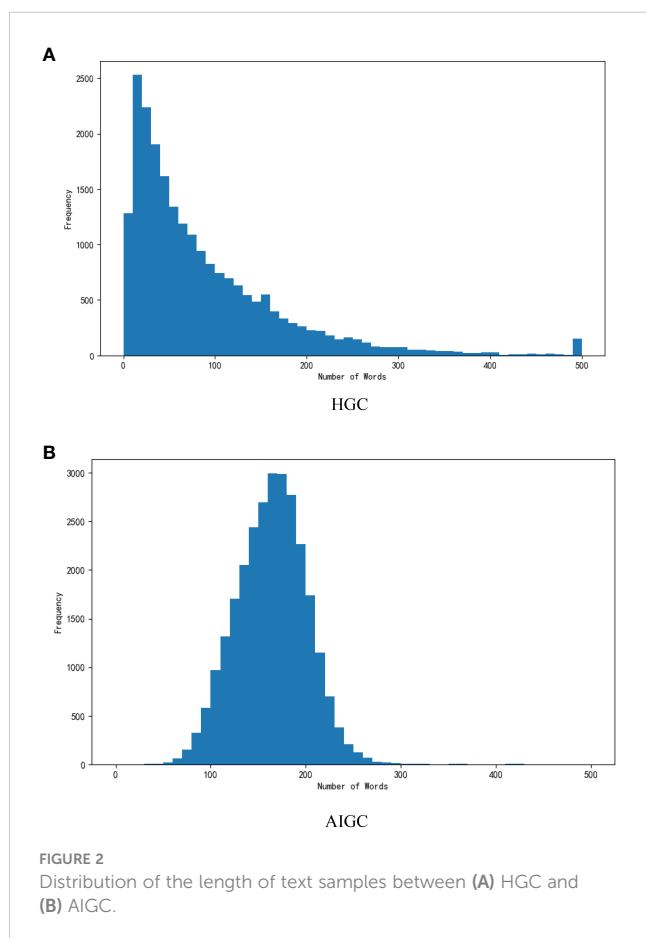 A
2500
2000
1500
1000
500
0
Frequency
0 100 200 300 400 500
Number of Words
HGC
B
3000
2500
2000
1500
1000
500
0
Frequency
0 100 200 300 400 500
Number of Words
AIGC
FIGURE 2
Distribution of the length of text samples between (A) HGC and
(B) AIGC.